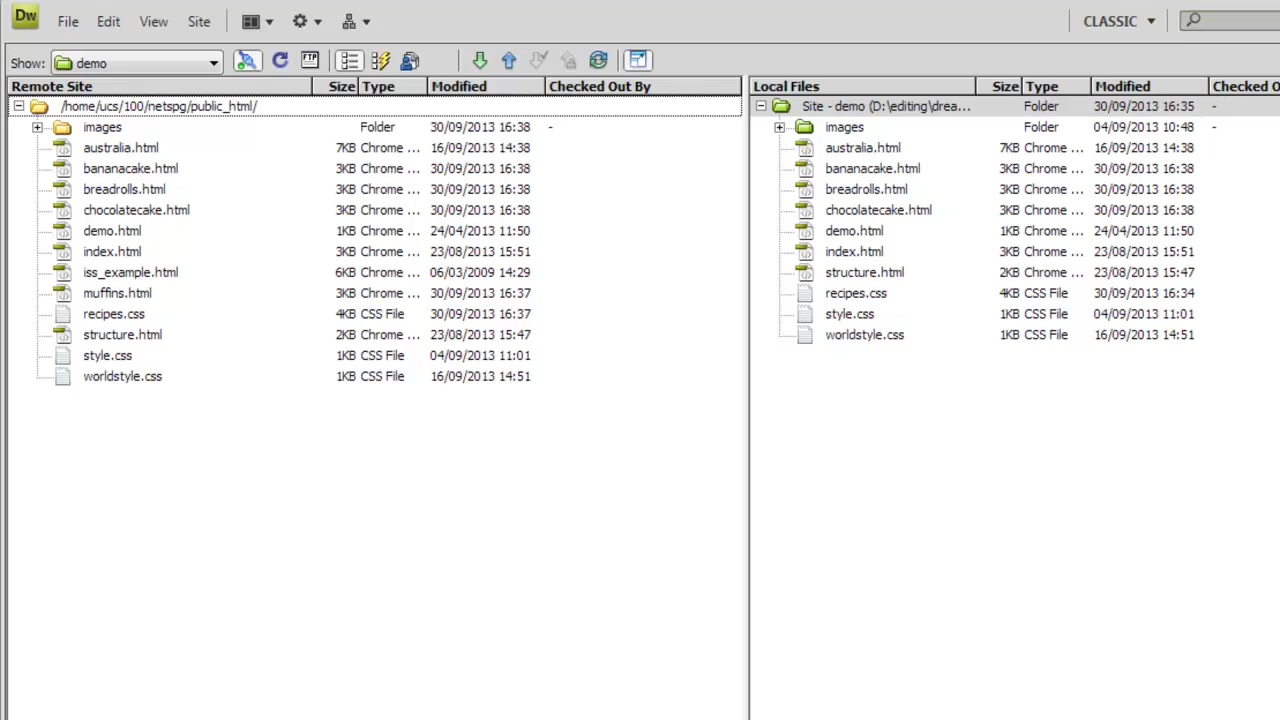 Dw File Edit View Site CLASSIC
Show: demo FTP
Remote Site Size Type Modified Checked Out By
/home/ucs/100/netspg/public_html/
images Folder 30/09/2013 16:38 -
australia.html 7KB Chrome ... 16/09/2013 14:38
bananacake.html 3KB Chrome ... 30/09/2013 16:38
breadrolls.html 3KB Chrome ... 30/09/2013 16:38
chocolatecake.html 3KB Chrome ... 30/09/2013 16:38
demo.html 1KB Chrome ... 24/04/2013 11:50
index.html 3KB Chrome ... 23/08/2013 15:51
iss_example.html 6KB Chrome ... 06/03/2009 14:29
muffins.html 3KB Chrome ... 30/09/2013 16:37
recipes.css 4KB CSS File 30/09/2013 16:37
structure.html 2KB Chrome ... 23/08/2013 15:47
style.css 1KB CSS File 04/09/2013 11:01
worldstyle.css 1KB CSS File 16/09/2013 14:51
Local Files Size Type Modified Checked O
Site - demo (D:\editing\drea... Folder 30/09/2013 16:35 -
images Folder 04/09/2013 10:48 -
australia.html 7KB Chrome ... 16/09/2013 14:38
bananacake.html 3KB Chrome ... 30/09/2013 16:38
breadrolls.html 3KB Chrome ... 30/09/2013 16:38
chocolatecake.html 3KB Chrome ... 30/09/2013 16:38
demo.html 1KB Chrome ... 24/04/2013 11:50
index.html 3KB Chrome ... 23/08/2013 15:51
structure.html 2KB Chrome ... 23/08/2013 15:47
recipes.css 4KB CSS File 30/09/2013 16:34
style.css 1KB CSS File 04/09/2013 11:01
worldstyle.css 1KB CSS File 16/09/2013 14:51